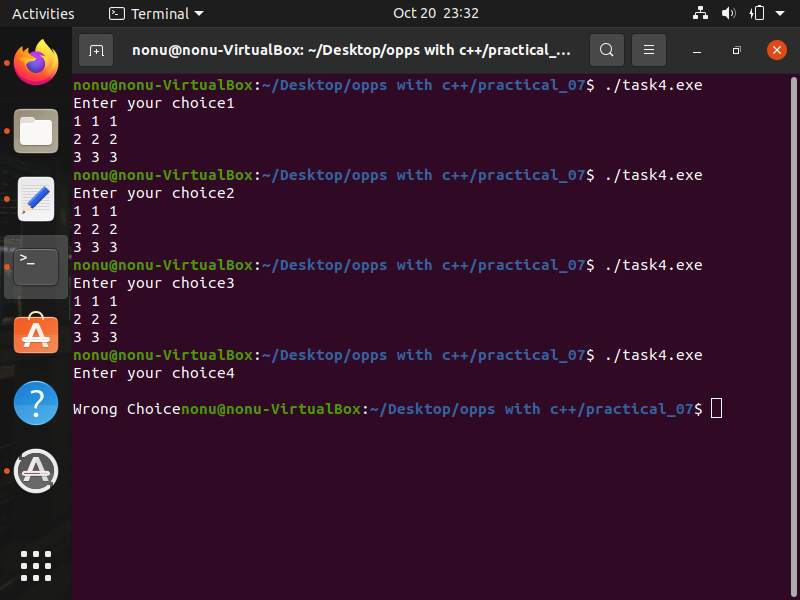 Activities Terminal Oct 20 23:32
nonu@nonu-VirtualBox: ~/Desktop/opps with c++/practical_...
nonu@nonu-VirtualBox:~/Desktop/opps with c++/practical_07$ ./task4.exe
Enter your choice1
1 1 1
2 2 2
3 3 3
nonu@nonu-VirtualBox:~/Desktop/opps with c++/practical_07$ ./task4.exe
Enter your choice2
1 1 1
2 2 2
3 3 3
nonu@nonu-VirtualBox:~/Desktop/opps with c++/practical_07$ ./task4.exe
Enter your choice3
1 1 1
2 2 2
3 3 3
nonu@nonu-VirtualBox:~/Desktop/opps with c++/practical_07$ ./task4.exe
Enter your choice4
Wrong Choicenonu@nonu-VirtualBox:~/Desktop/opps with c++/practical_07$